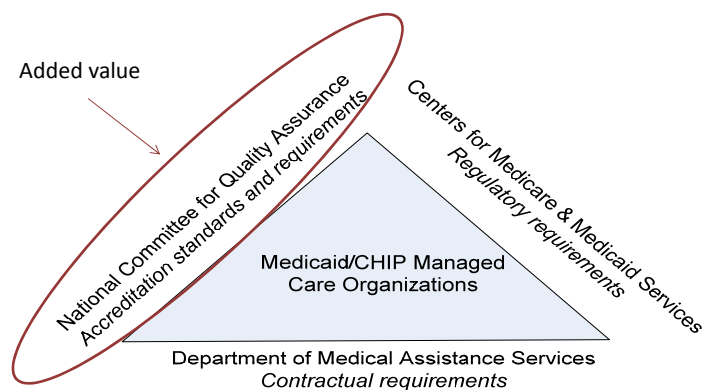 Added value
National Committee for Quality Assurance
Accreditation standards and requirements
Centers for Medicare & Medicaid Services
Regulatory requirements
Medicaid/CHIP Managed
Care Organizations
Department of Medical Assistance Services
Contractual requirements